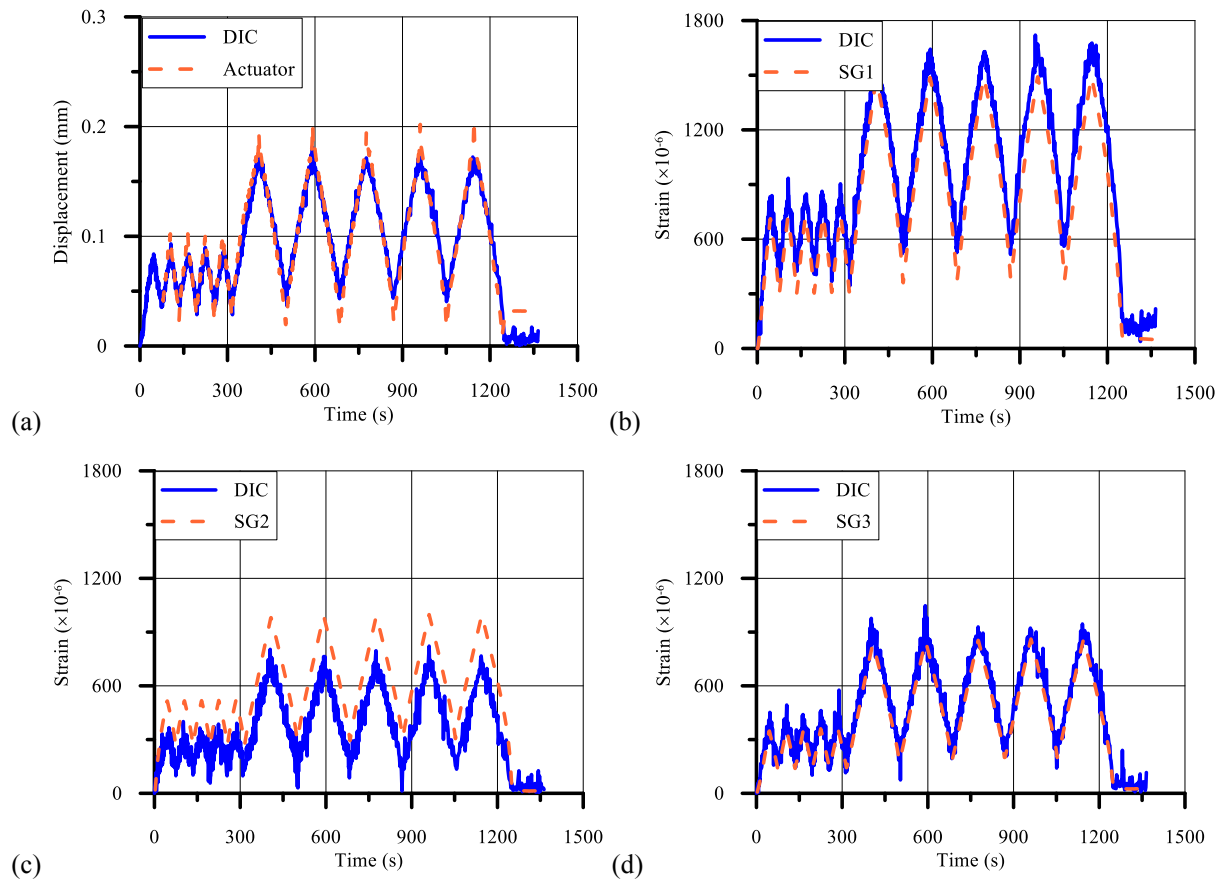 0.3
DIC
Actuator
0.2
0.1
0
Displacement (mm)
0 300 600 900 1200 1500
Time (s)
(a)
1800
DIC
SG1
1200
600
0
Strain (×10⁻⁶)
0 300 600 900 1200 1500
Time (s)
(b)
1800
DIC
SG2
1200
600
0
Strain (×10⁻⁶)
0 300 600 900 1200 1500
Time (s)
(c)
1800
DIC
SG3
1200
600
0
Strain (×10⁻⁶)
0 300 600 900 1200 1500
Time (s)
(d)